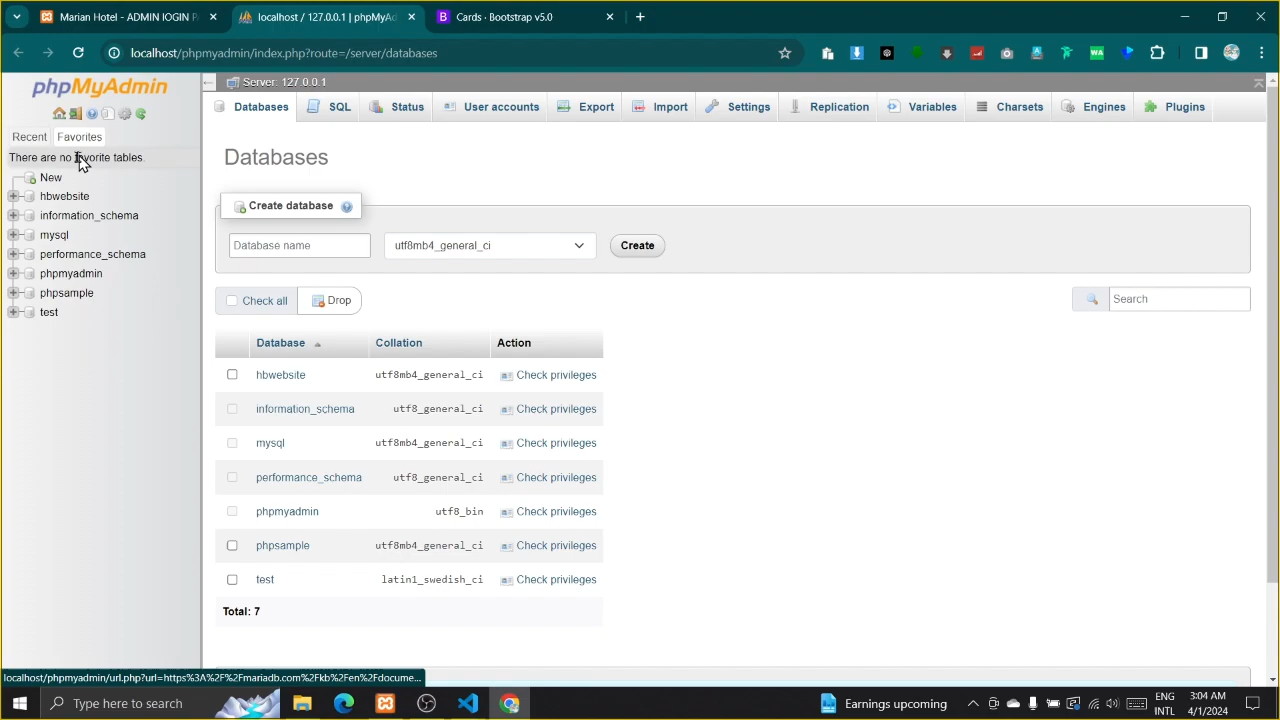 Marian Hotel - ADMIN lOGIN P
localhost / 127.0.0.1 | phpMyAd
Cards · Bootstrap v5.0
localhost/phpmyadmin/index.php?route=/server/databases
phpMyAdmin
Recent Favorites
There are no favorite tables.
New
hbwebsite
information_schema
mysql
performance_schema
phpmyadmin
phpsample
test
Server: 127.0.0.1
Databases SQL Status User accounts Export Import Settings Replication Variables Charsets Engines Plugins
Databases
Create database
Database name utf8mb4_general_ci Create
Check all Drop Search
Database Collation Action
hbwebsite utf8mb4_general_ci Check privileges
information_schema utf8_general_ci Check privileges
mysql utf8mb4_general_ci Check privileges
performance_schema utf8_general_ci Check privileges
phpmyadmin utf8_bin Check privileges
phpsample utf8mb4_general_ci Check privileges
test latin1_swedish_ci Check privileges
Total: 7
localhost/phpmyadmin/url.php?url=https%3A%2F%2Fmariadb.com%2Fkb%2Fen%2Fdocume...
Type here to search
Earnings upcoming
ENG
INTL
3:04 AM
4/1/2024